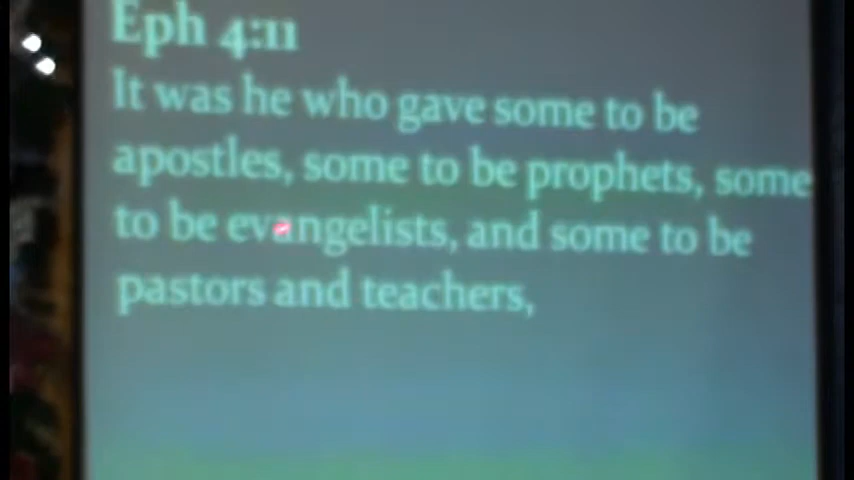 Eph 4:11
It was he who gave some to be
apostles, some to be prophets, some
to be evangelists, and some to be
pastors and teachers,